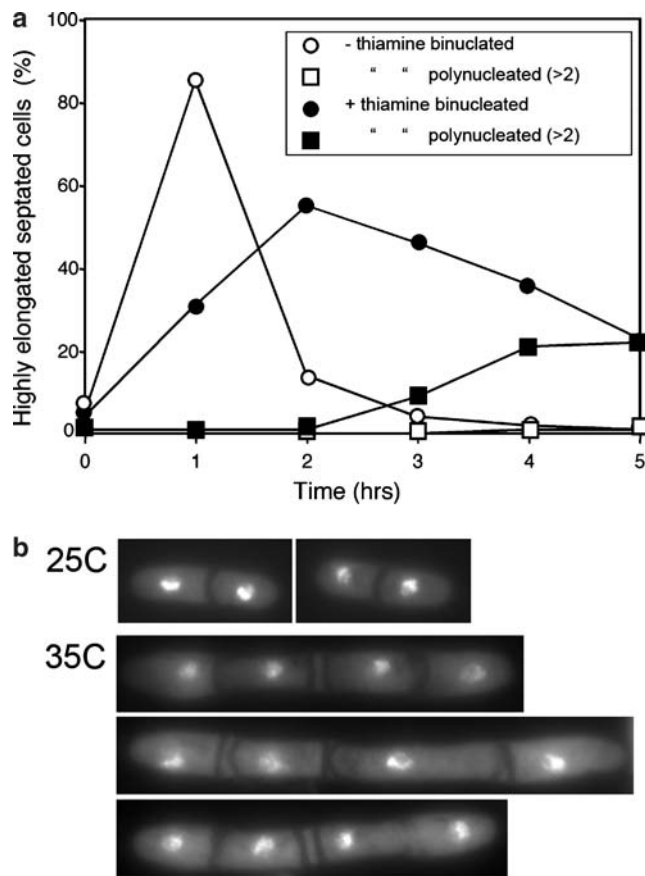 a
Highly elongated septated cells (%)
100
80
60
40
20
0
- thiamine binuclated
“ “ polynucleated (>2)
+ thiamine binucleated
“ “ polynucleated (>2)
0 1 2 3 4 5
Time (hrs)
b
25C
35C